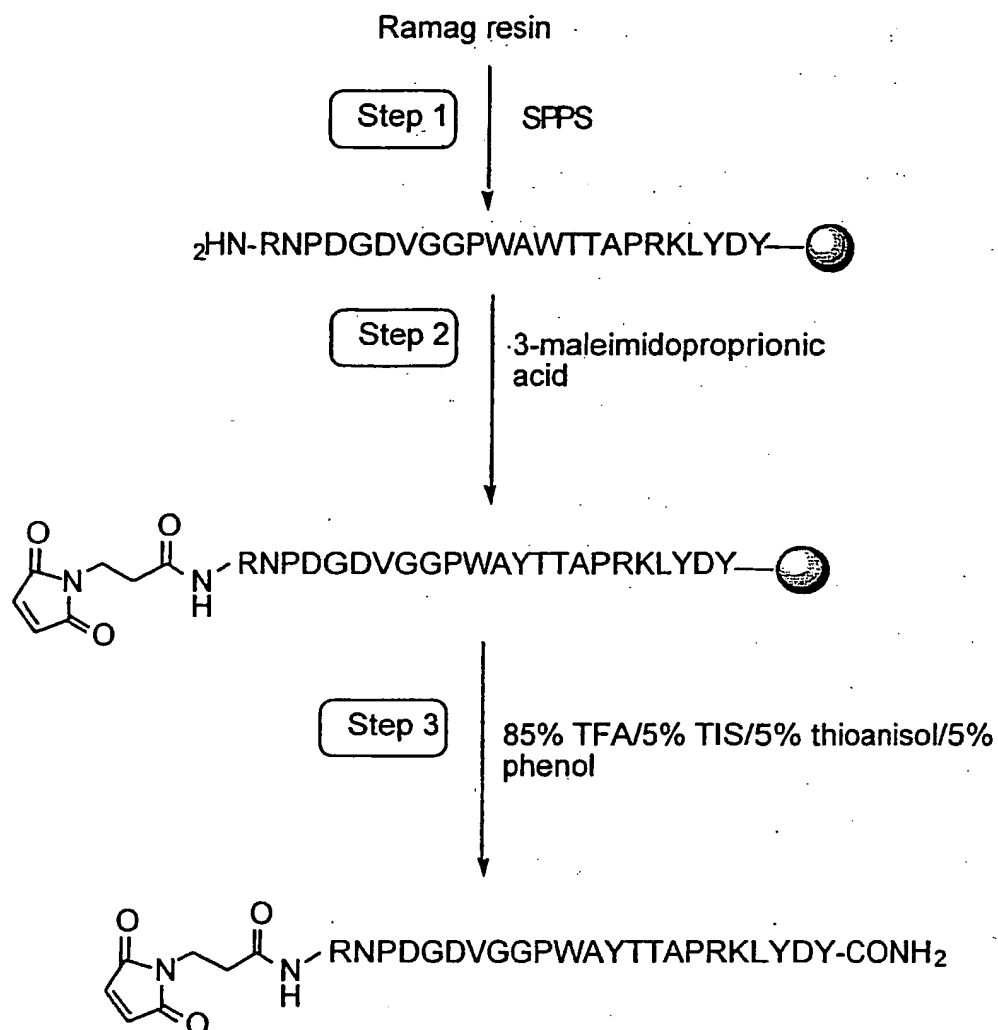 Ramag resin
Step 1
SPPS
₂HN-RNPDGDVGGPWAWTTAPRKLYDY
Step 2
3-maleimidoproprionic
acid
O
N
O
O
N
H
RNPDGDVGGPWAYTTAPRKLYDY
Step 3
85% TFA/5% TIS/5% thioanisol/5%
phenol
O
N
O
O
N
H
RNPDGDVGGPWAYTTAPRKLYDY-CONH₂